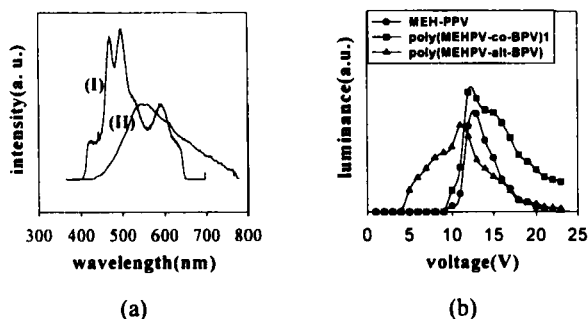 intensity(a. u.)
(I)
(II)
300 400 500 600 700 800
wavelength(nm)
(a)
MEH-PPV
poly(MEHPV-co-BPV)1
poly(MEHPV-alt-BPV)
luminance(a.u.)
0 5 10 15 20 25
voltage(V)
(b)